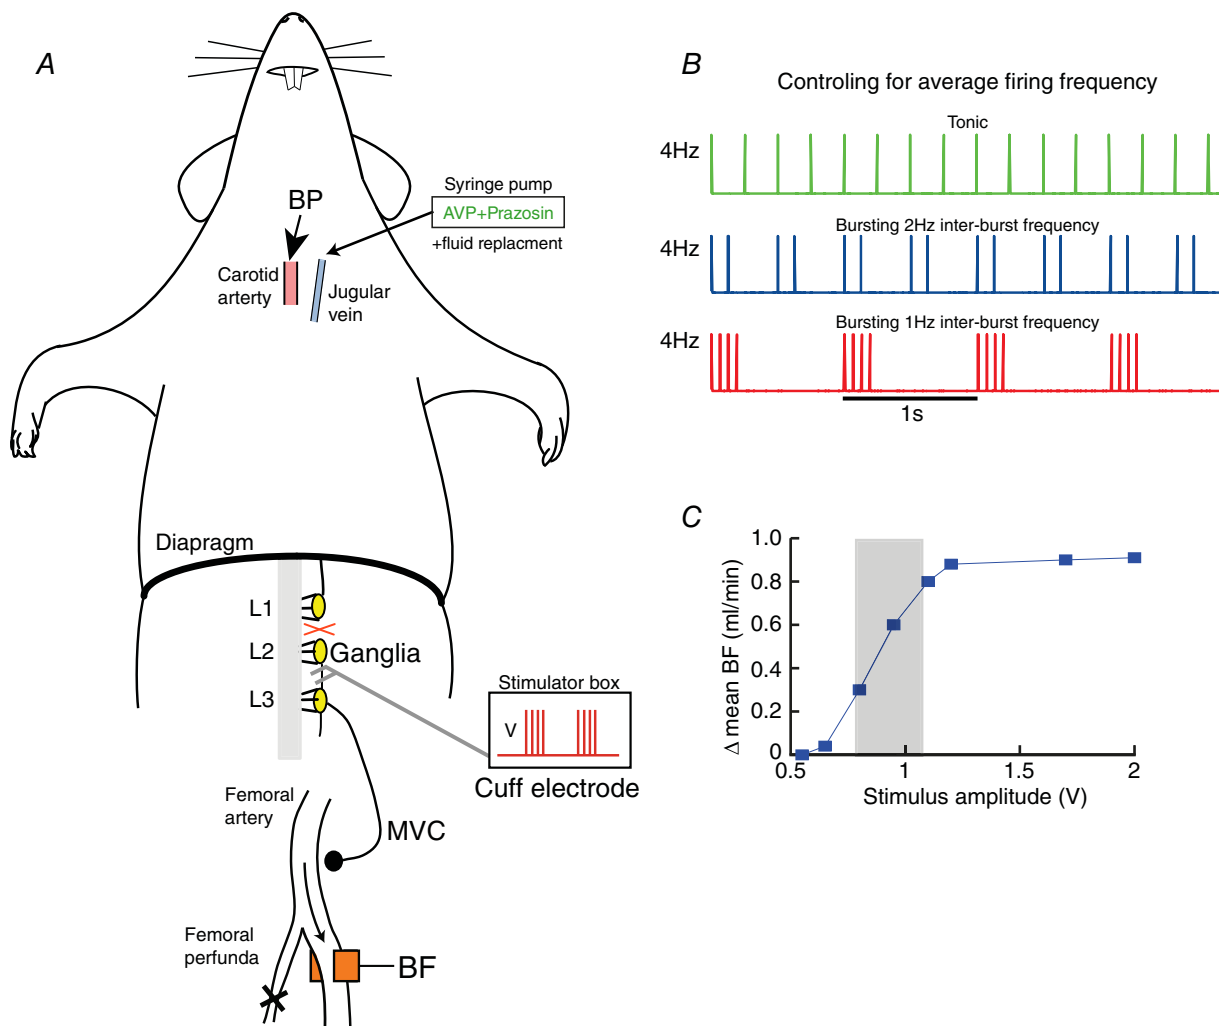 A
BP
Syringe pump
AVP+Prazosin
+fluid replacment
Carotid
arterty
Jugular
vein
Diapragm
L1
L2
Ganglia
L3
Stimulator box
V
Cuff electrode
Femoral
artery
MVC
Femoral
perfunda
BF
B
Controling for average firing frequency
Tonic
4Hz
Bursting 2Hz inter-burst frequency
4Hz
Bursting 1Hz inter-burst frequency
4Hz
1s
C
1.0
0.8
0.6
0.4
0.2
0
0.5
1
1.5
2
Δ mean BF (ml/min)
Stimulus amplitude (V)